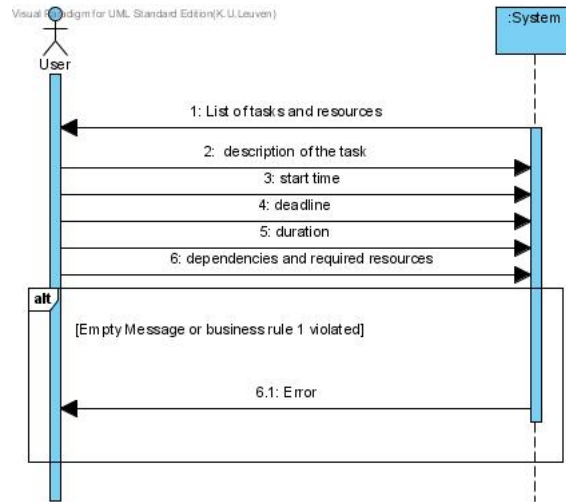 Visual Paradigm for UML Standard Edition(K.U.Leuven)
:System
User
1: List of tasks and resources
2: description of the task
3: start time
4: deadline
5: duration
6: dependencies and required resources
alt
[Empty Message or business rule 1 violated]
6.1: Error